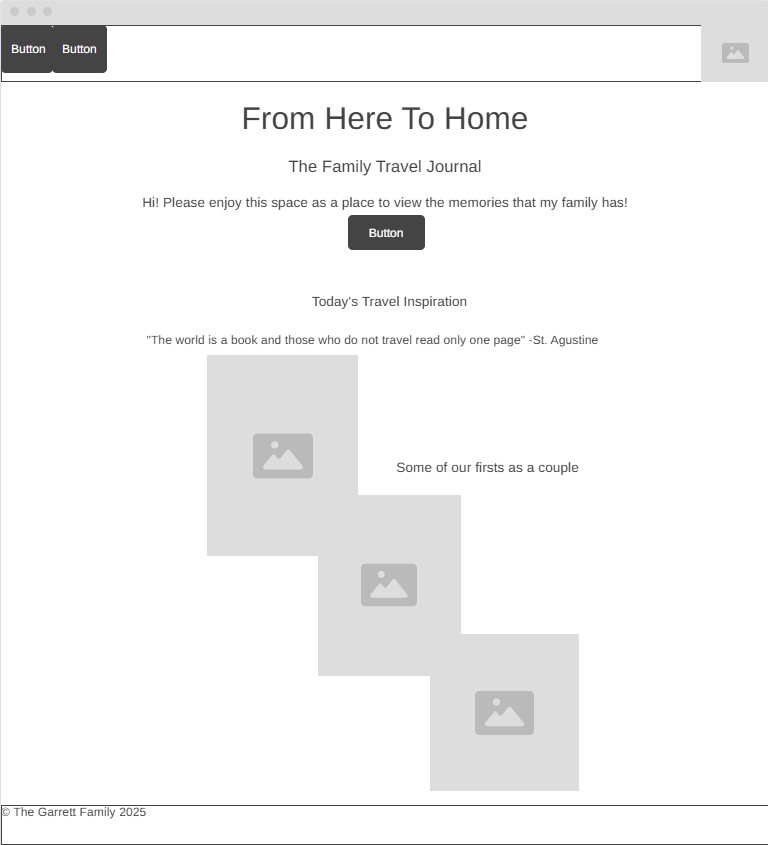 Button Button
From Here To Home
The Family Travel Journal
Hi! Please enjoy this space as a place to view the memories that my family has!
Button
Today's Travel Inspiration
"The world is a book and those who do not travel read only one page" -St. Agustine
Some of our firsts as a couple
© The Garrett Family 2025